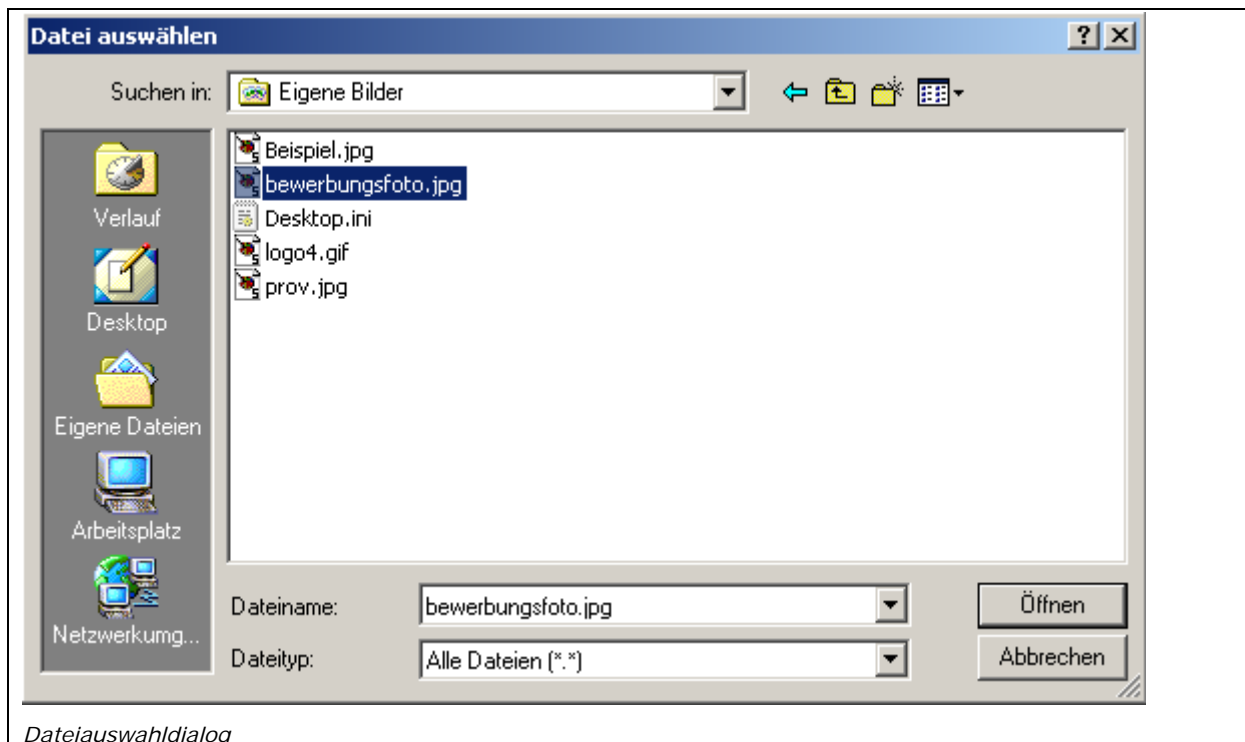 Datei auswählen
Suchen in: Eigene Bilder
Verlauf
Desktop
Eigene Dateien
Arbeitsplatz
Netzwerkumg...
Beispiel.jpg
bewerbungsfoto.jpg
Desktop.ini
logo4.gif
prov.jpg
Dateiname: bewerbungsfoto.jpg Öffnen
Dateityp: Alle Dateien (*.*) Abbrechen
Dateiauswahldialog